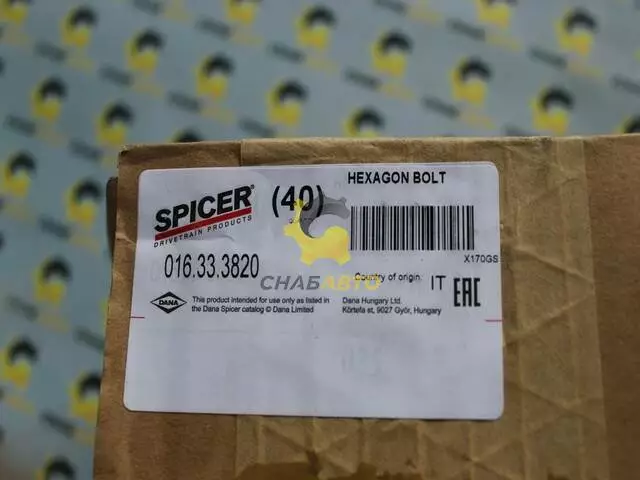 SPICER®
DRIVETRAIN PRODUCTS
(40)
HEXAGON BOLT
X170GS
016.33.3820
СНАБАВТО
Country of origin:
IT
EAC
DANA
This product intended for use only as listed in
the Dana Spicer catalog © Dana Limited
Dana Hungary Ltd.
Körtefa st, 9027 Győr, Hungary